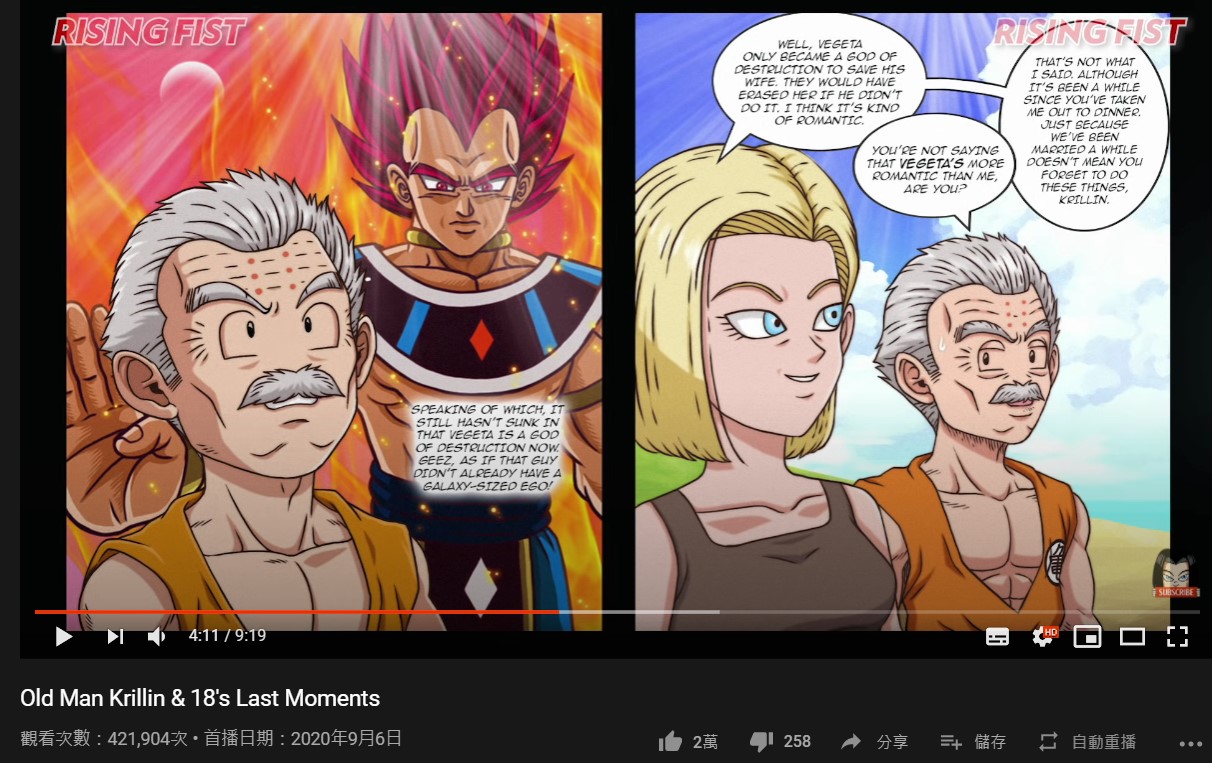 RISING FIST
SPEAKING OF WHICH, IT
STILL HASN'T SUNK IN
THAT VEGETA IS A GOD
OF DESTRUCTION NOW.
GEEZ, AS IF THAT GUY
DIDN'T ALREADY HAVE A
GALAXY-SIZED EGO!
RISING FIST
WELL, VEGETA
ONLY BECAME A GOD OF
DESTRUCTION TO SAVE HIS
WIFE. THEY WOULD HAVE
ERASED HER IF HE DIDN'T
DO IT. I THINK IT'S KIND
OF ROMANTIC.
YOU'RE NOT SAYING
THAT VEGETA'S MORE
ROMANTIC THAN ME,
ARE YOU?
THAT'S NOT WHAT
I SAID. ALTHOUGH
IT'S BEEN A WHILE
SINCE YOU'VE TAKEN
ME OUT TO DINNER.
JUST BECAUSE
WE'VE BEEN
MARRIED A WHILE
DOESN'T MEAN YOU
FORGET TO DO
THESE THINGS,
KRILLIN.
SUBSCRIBE
4:11 / 9:19
HD
Old Man Krillin & 18's Last Moments
觀看次數：421,904次 • 首播日期：2020年9月6日
2萬 258 分享 儲存 自動重播